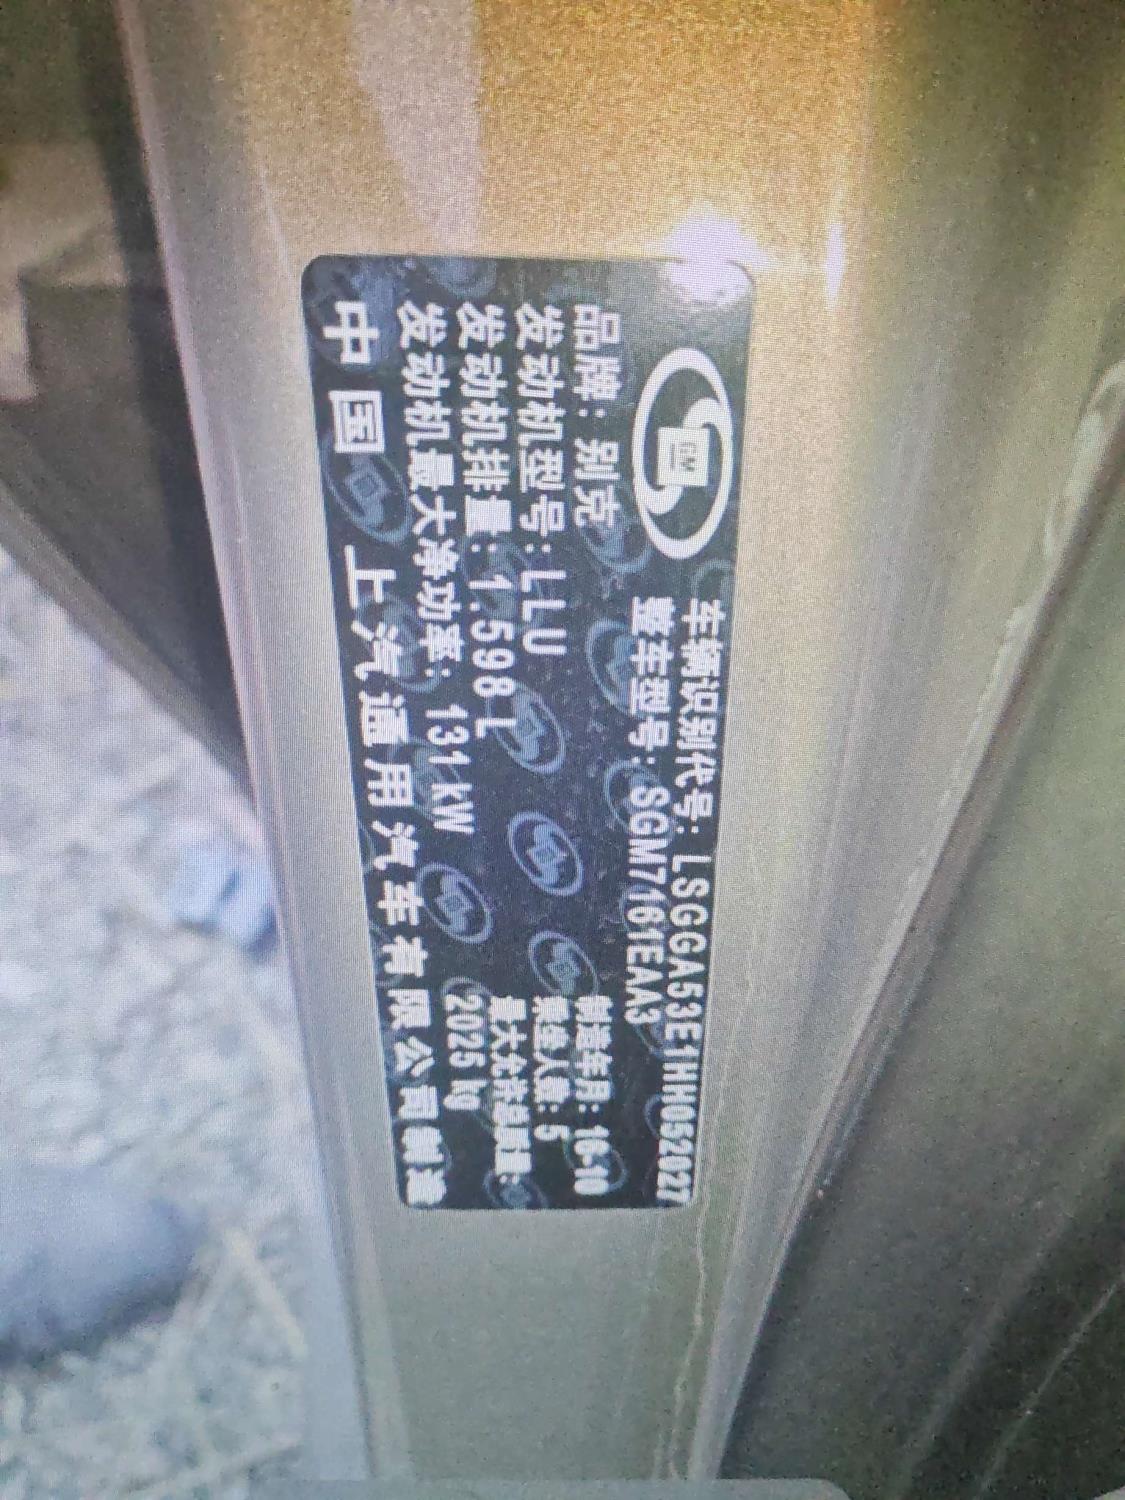 GM
车辆识别代号: LSGGA53E1HH052027
整车型号: SGM7161EAA3
品牌: 别克
发动机型号: LLU
发动机排量: 1.598 L
发动机最大净功率: 131 kW
制造年月: 16-10
乘坐人数: 5
最大允许总质量:
2025 kg
中国 上汽通用汽车有限公司制造